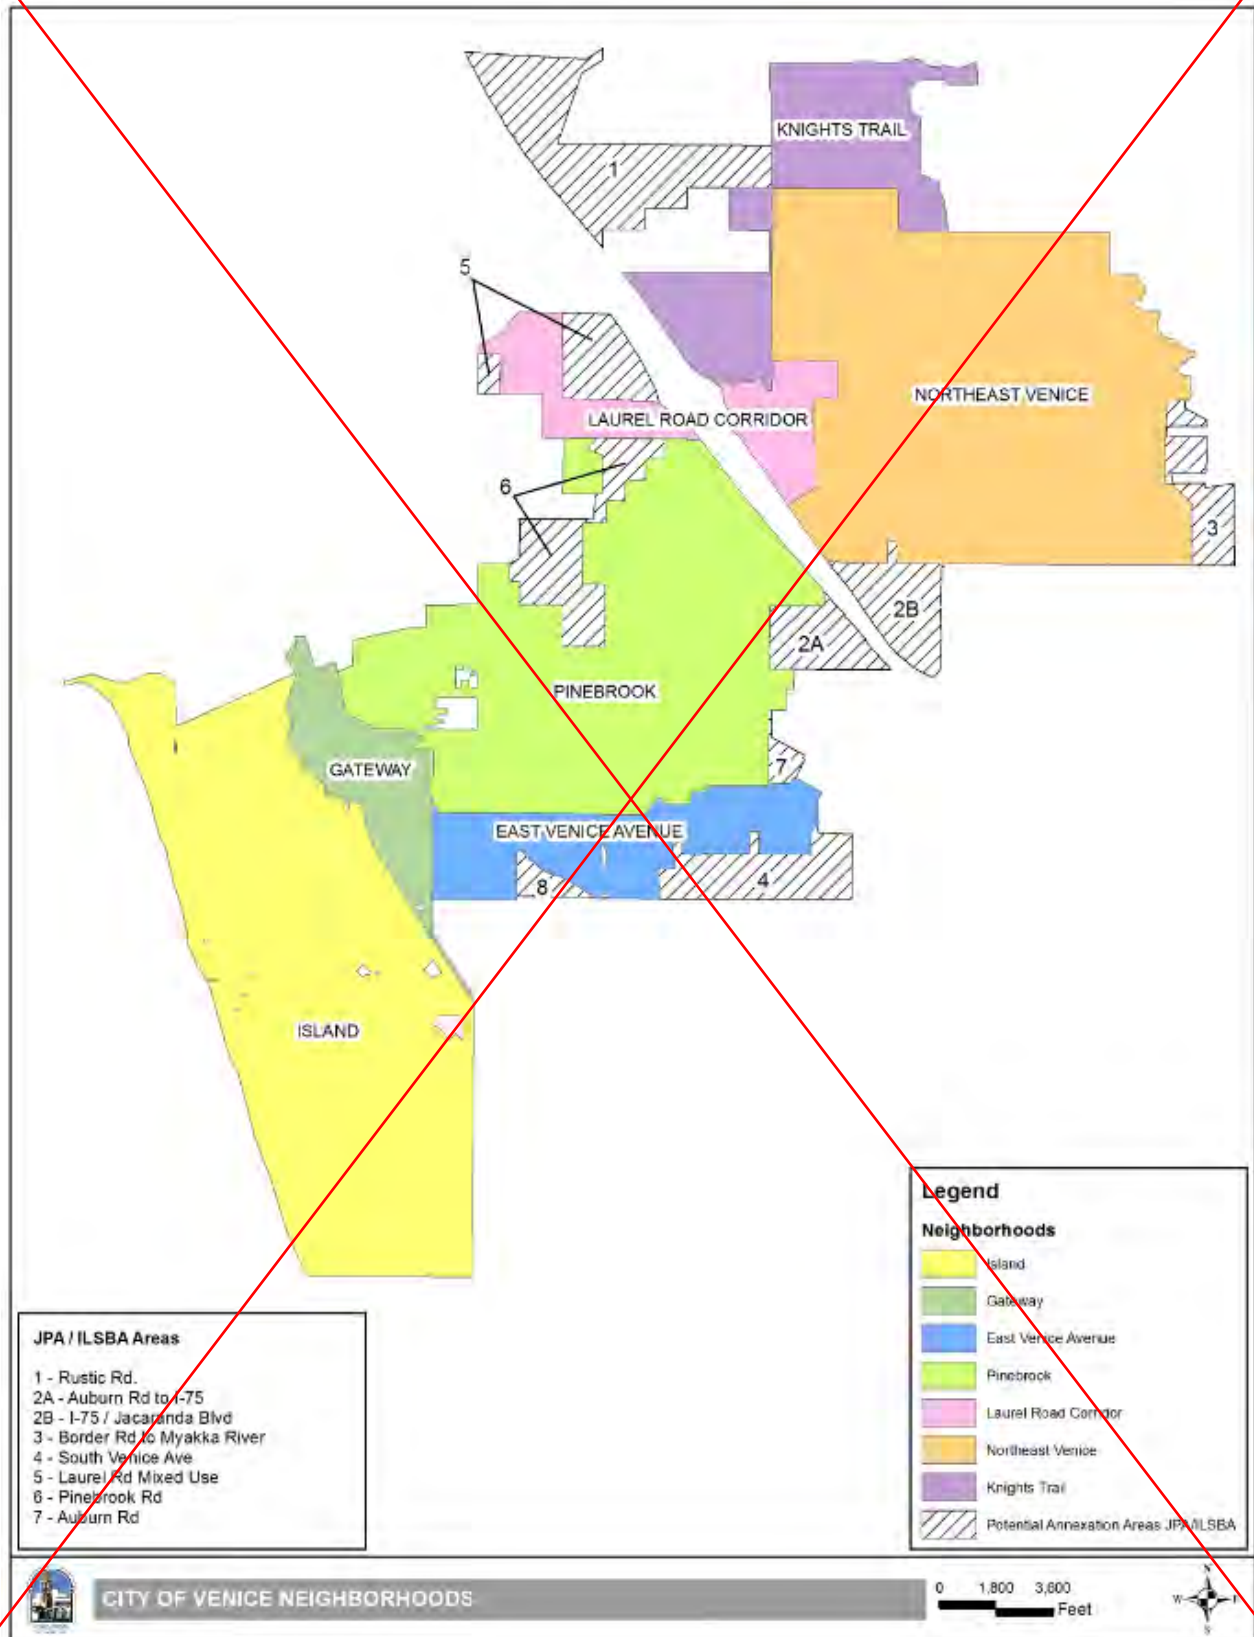 KNIGHTS TRAIL
1
5
NORTHEAST VENICE
LAUREL ROAD CORRIDOR
6
3
2B
2A
PINEBROOK
7
GATEWAY
EAST VENICE AVENUE
8
4
ISLAND
Legend
Neighborhoods
Island
Gateway
East Venice Avenue
Pinebrook
Laurel Road Corridor
Northeast Venice
Knights Trail
Potential Annexation Areas JPA/ILSBA
JPA / ILSBA Areas
1 - Rustic Rd.
2A - Auburn Rd to I-75
2B - I-75 / Jacaranda Blvd
3 - Border Rd to Myakka River
4 - South Venice Ave
5 - Laurel Rd Mixed Use
6 - Pinebrook Rd
7 - Auburn Rd
CITY OF VENICE NEIGHBORHOODS
0 1,800 3,600
Feet
N
W E
S